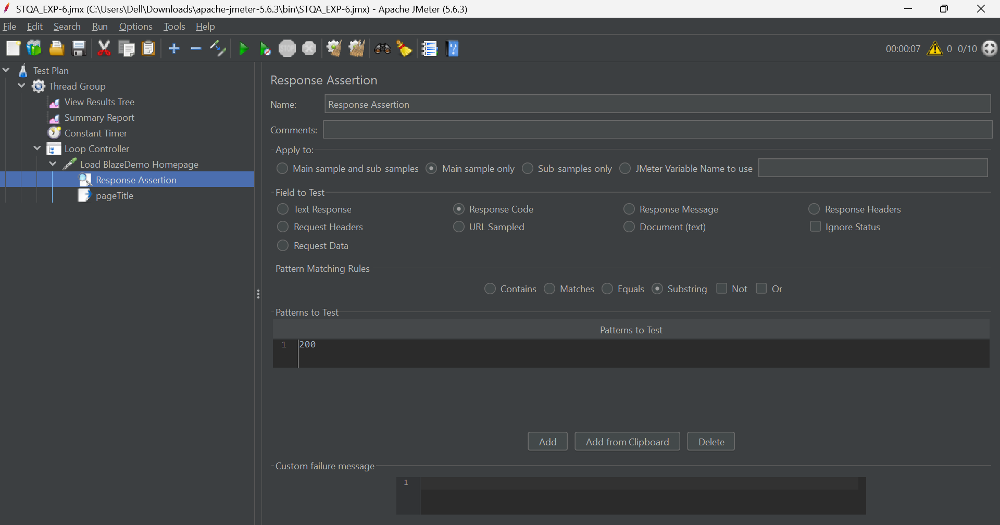 STQA_EXP-6.jmx (C:\Users\Dell\Downloads\apache-jmeter-5.6.3\bin\STQA_EXP-6.jmx) - Apache JMeter (5.6.3)
File Edit Search Run Options Tools Help
STOP 00:00:07 0 0/10
Test Plan
Thread Group
View Results Tree
Summary Report
Constant Timer
Loop Controller
Load BlazeDemo Homepage
Response Assertion
pageTitle
Response Assertion
Name: Response Assertion
Comments:
Apply to:
Main sample and sub-samples Main sample only Sub-samples only JMeter Variable Name to use
Field to Test
Text Response Response Code Response Message Response Headers
Request Headers URL Sampled Document (text) Ignore Status
Request Data
Pattern Matching Rules
Contains Matches Equals Substring Not Or
Patterns to Test
Patterns to Test
1 200
Add Add from Clipboard Delete
Custom failure message
1